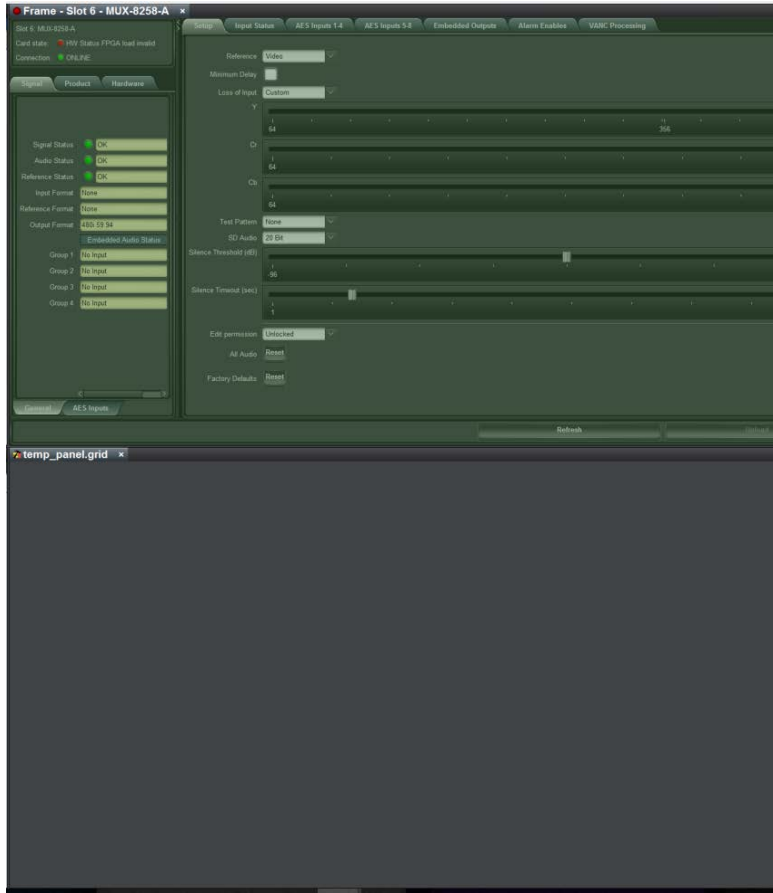 Frame - Slot 6 - MUX-8258-A ×
Slot 6: MUX-8258-A
Card state: HW Status FPGA load invalid
Connection: ONLINE
Signal Product Hardware
Signal Status OK
Audio Status OK
Reference Status OK
Input Format None
Reference Format None
Output Format 480i 59.94
Embedded Audio Status
Group 1 No Input
Group 2 No Input
Group 3 No Input
Group 4 No Input
General AES Inputs
Setup Input Status AES Inputs 1-4 AES Inputs 5-8 Embedded Outputs Alarm Enables VANC Processing
Reference Video
Minimum Delay
Loss of Input Custom
Y
64 356
Cr
64
Cb
64
Test Pattern None
SD Audio 20 Bit
Silence Threshold (dB)
-96
Silence Timeout (sec)
1
Edit permission Unlocked
All Audio Reset
Factory Defaults Reset
Refresh Upload
temp_panel.grid ×